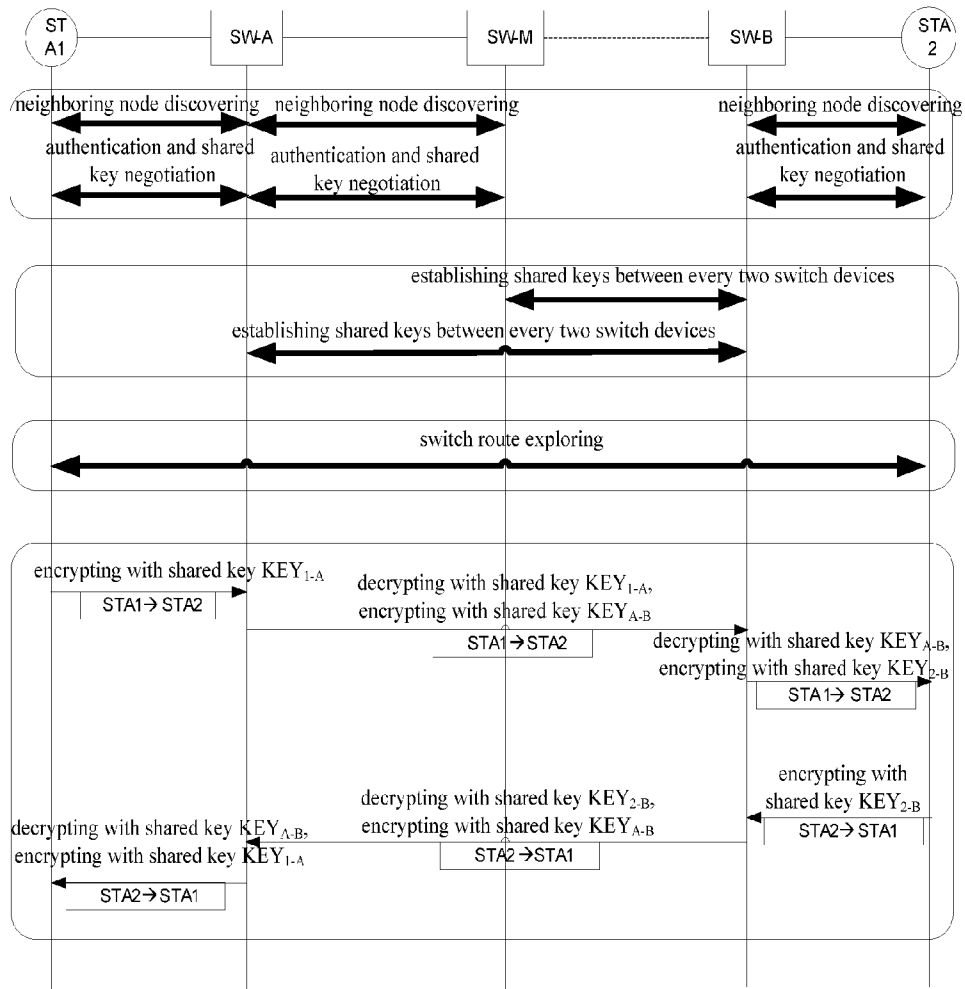 ST
A1
SW-A
SW-M
SW-B
STA
2
neighboring node discovering
neighboring node discovering
neighboring node discovering
authentication and shared
key negotiation
authentication and shared
key negotiation
authentication and shared
key negotiation
establishing shared keys between every two switch devices
establishing shared keys between every two switch devices
switch route exploring
encrypting with shared key KEY1-A
STA1→ STA2
decrypting with shared key KEY1-A,
encrypting with shared key KEYA-B
STA1→STA2
decrypting with shared key KEYA-B,
encrypting with shared key KEY2-B
STA1→ STA2
encrypting with
shared key KEY2-B
STA2→STA1
decrypting with shared key KEY2-B,
encrypting with shared key KEYA-B
STA2→STA1
decrypting with shared key KEYA-B,
encrypting with shared key KEY1-A
STA2→STA1